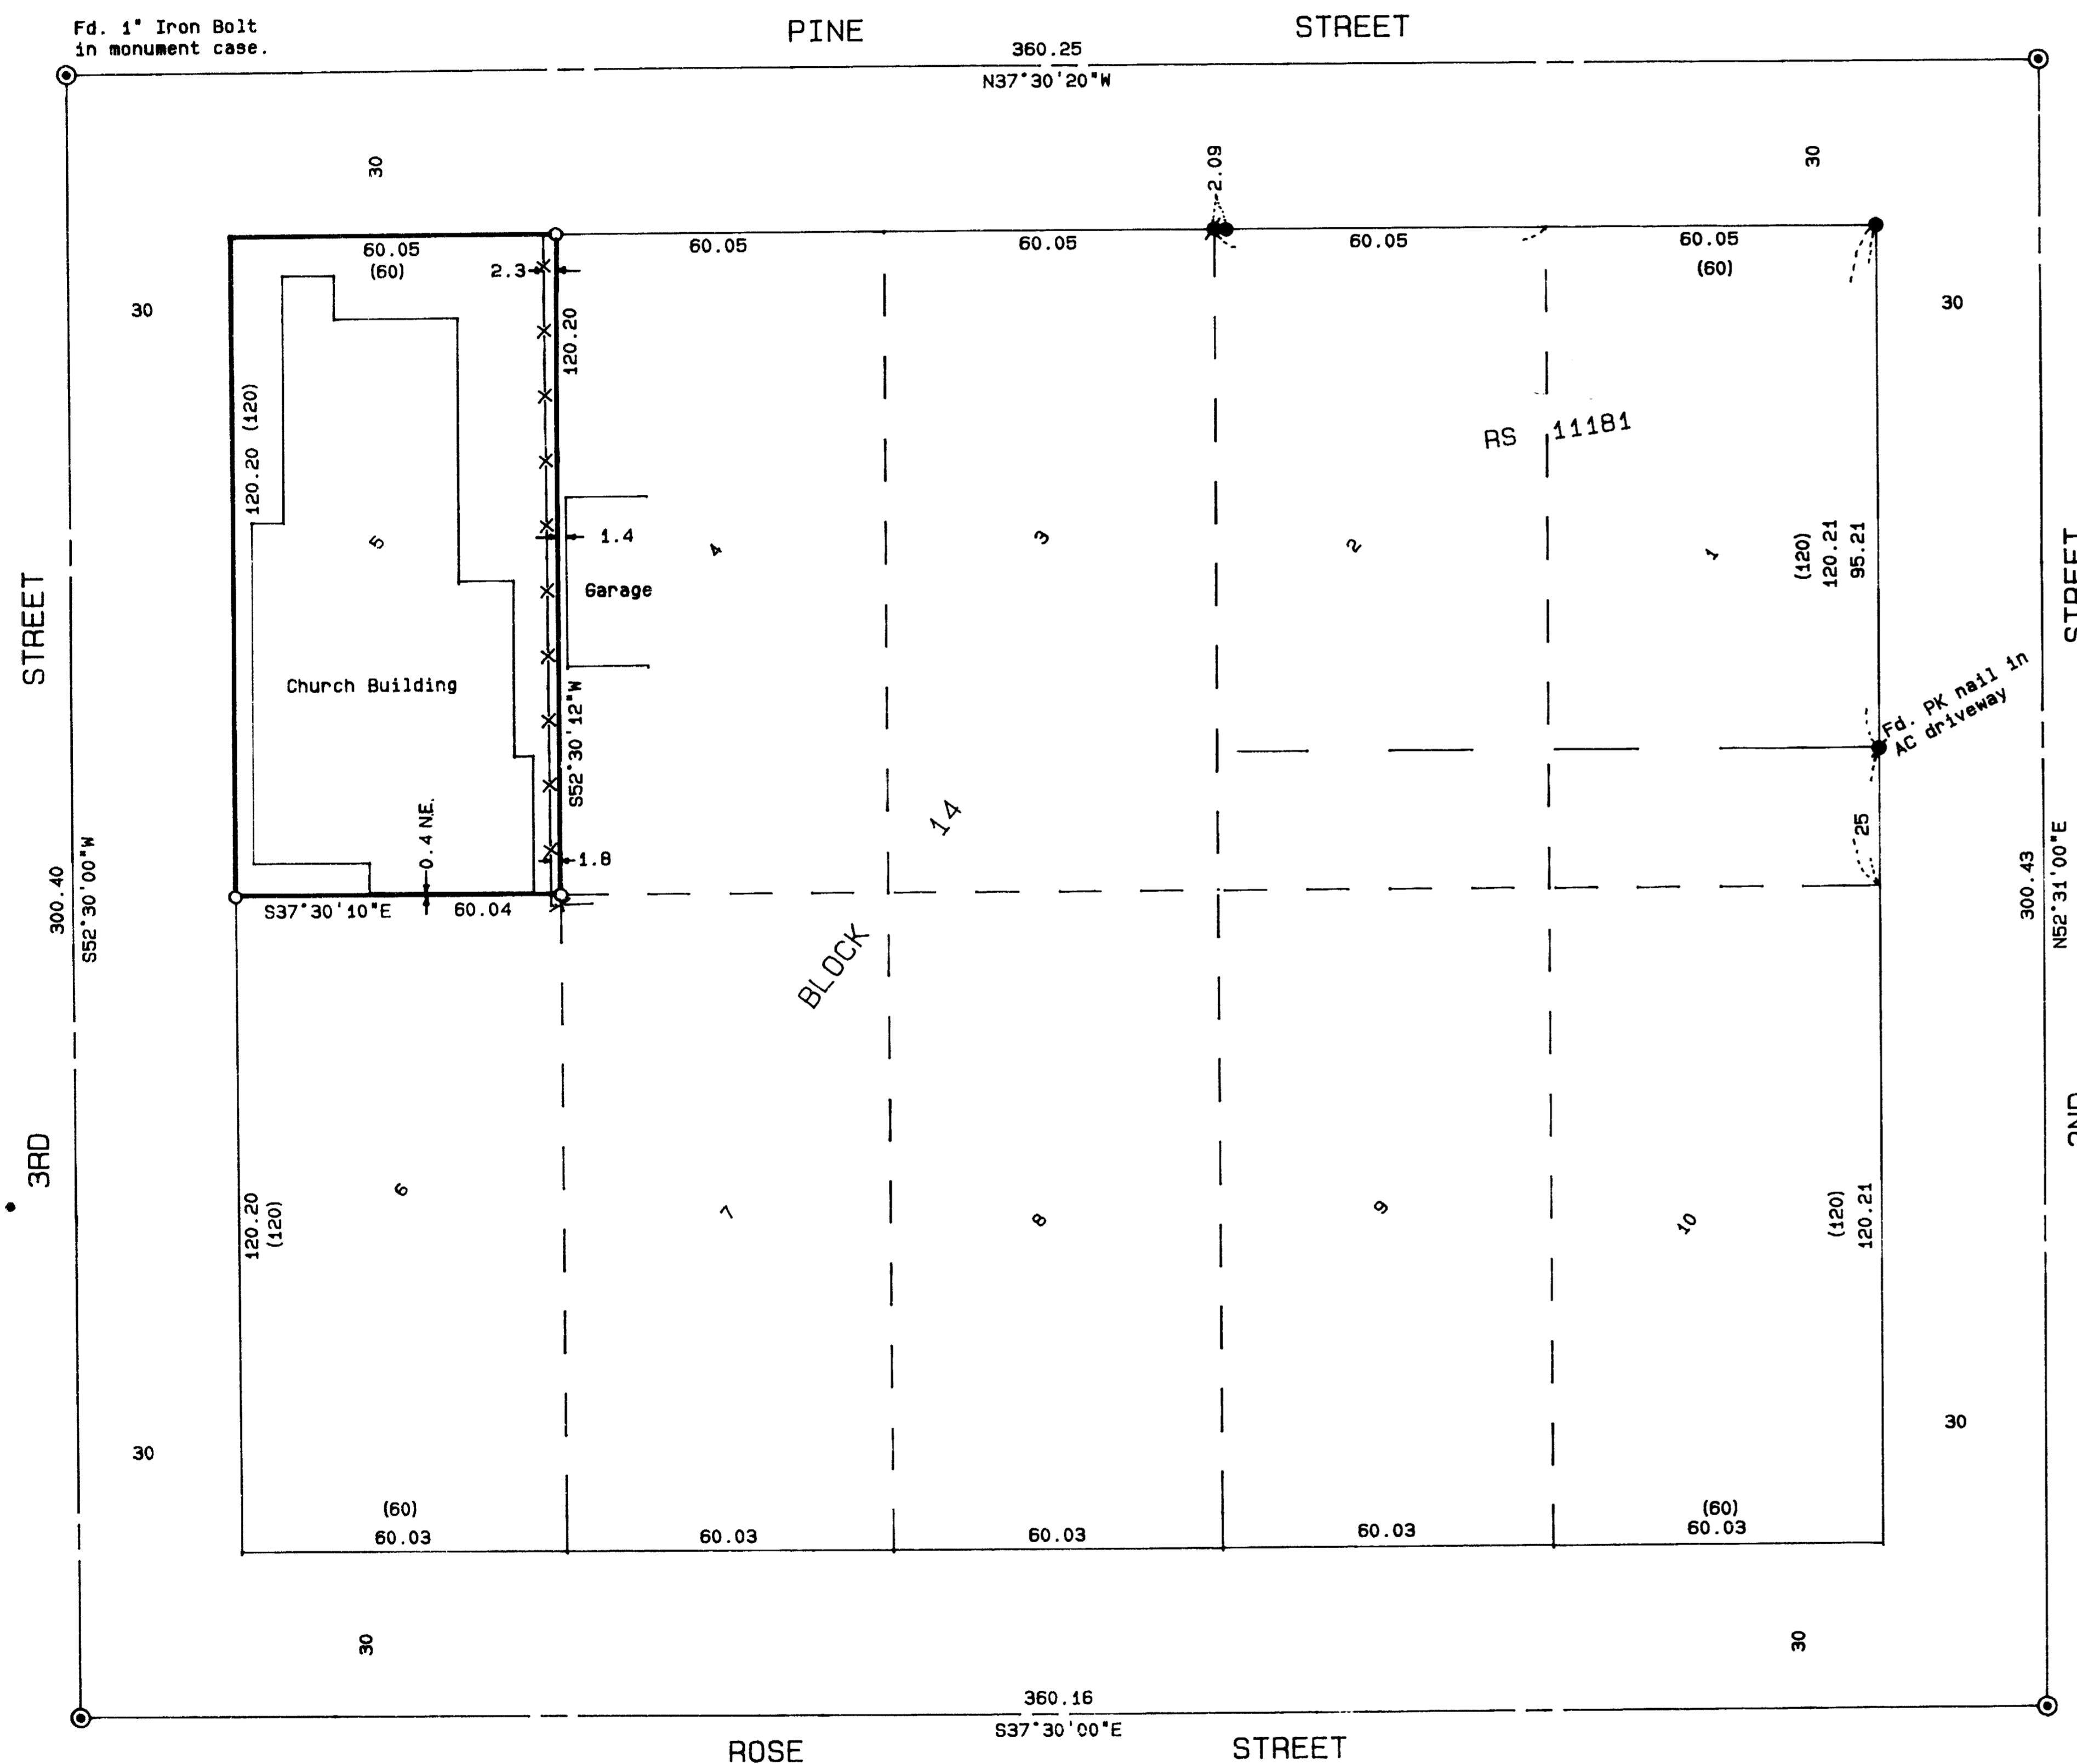 Fd. 1" Iron Bolt
in monument case.
PINE STREET
360.25
N37°30'20"W
30
30
2.09
60.05
(60)
60.05
60.05
60.05
60.05
(60)
2.3
30
30
120.20
120.20 (120)
RS 11181
5
4
3
2
1
1.4
Garage
(120)
120.21
95.21
STREET
STREET
Church Building
S52°30'12"W
Fd. PK nail in
AC driveway
14
0.4 N.E.
25
1.8
300.40
S52°30'00"W
300.43
N52°31'00"E
S37°30'10"E
60.04
BLOCK
3RD
2ND
6
7
8
9
10
120.20
(120)
(120)
120.21
30
30
(60)
60.03
60.03
60.03
60.03
(60)
60.03
30
30
360.16
S37°30'00"E
ROSE STREET